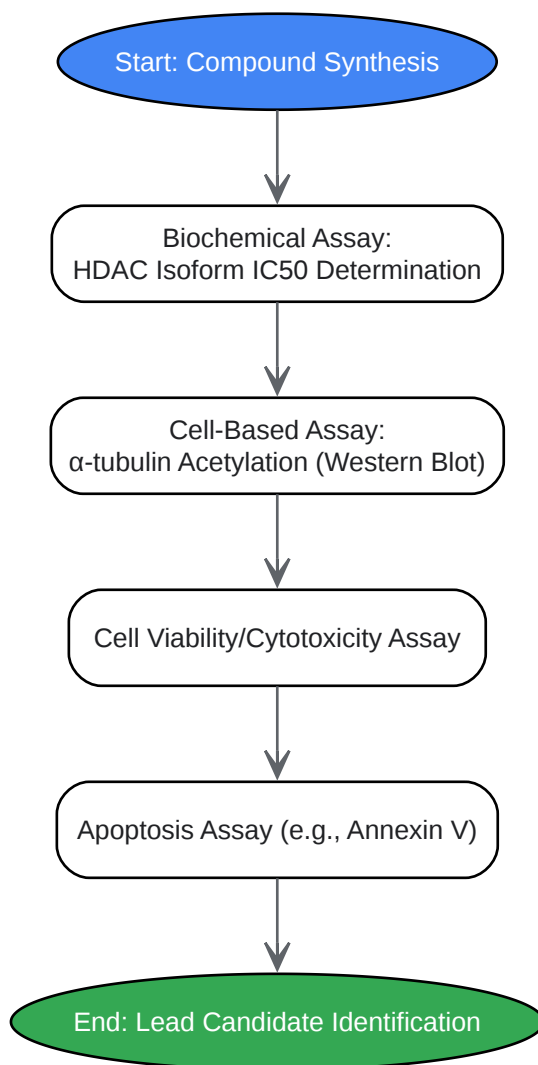 Start: Compound Synthesis
Biochemical Assay:
HDAC Isoform IC50 Determination
Cell-Based Assay:
α-tubulin Acetylation (Western Blot)
Cell Viability/Cytotoxicity Assay
Apoptosis Assay (e.g., Annexin V)
End: Lead Candidate Identification